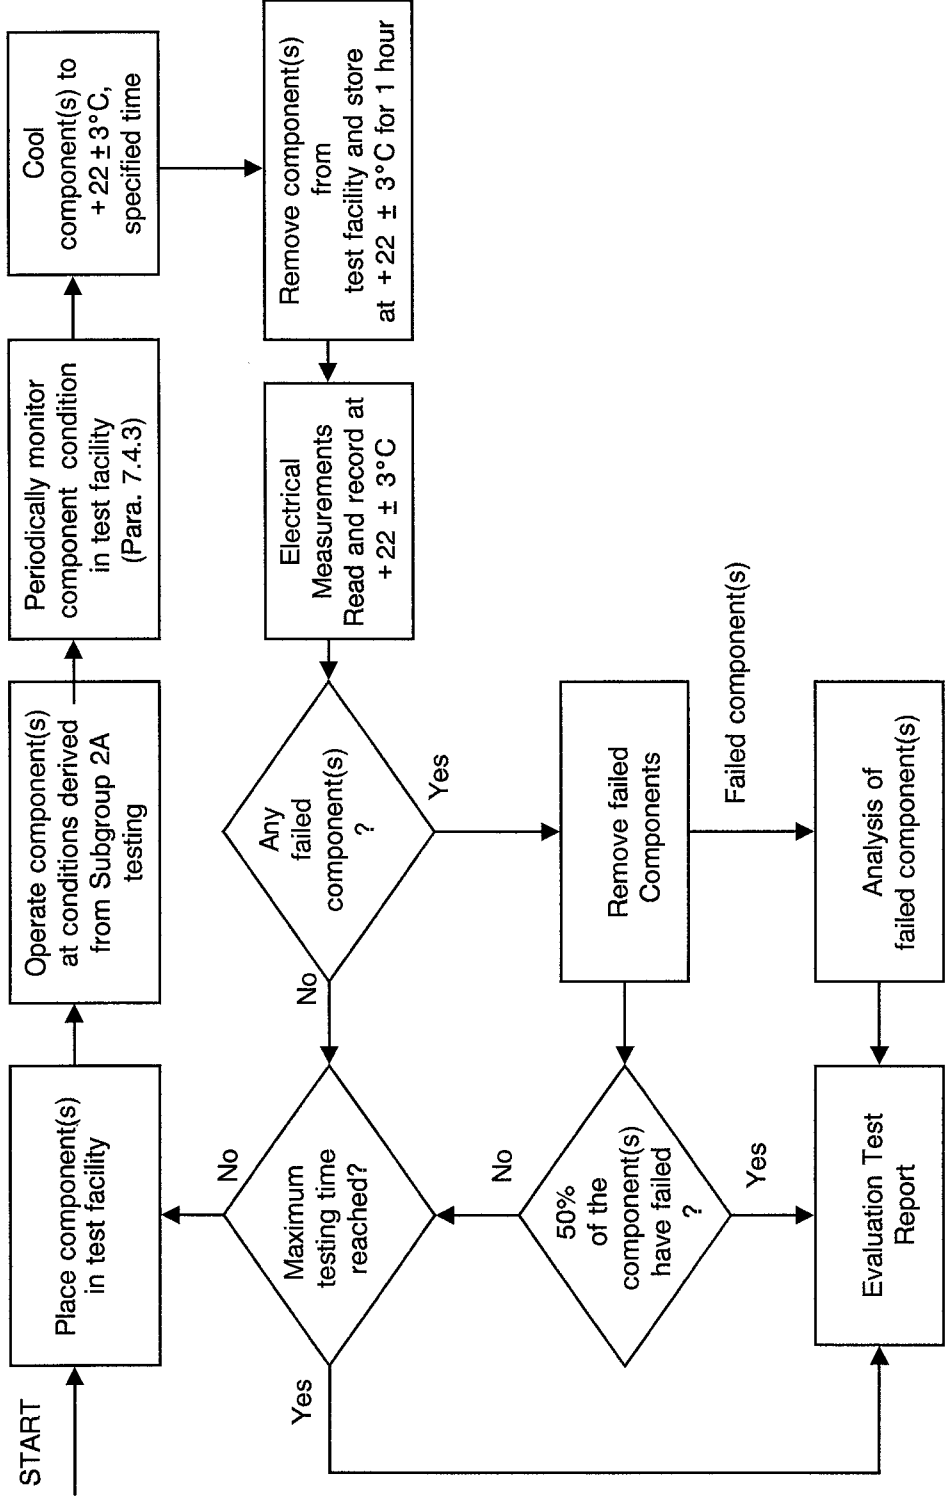 START
Place component(s)
in test facility
Operate component(s)
at conditions derived
from Subgroup 2A
testing
Periodically monitor
component condition
in test facility
(Para. 7.4.3)
Cool
component(s) to
+22±3°C,
specified time
Remove component(s)
from
test facility and store
at +22 ± 3°C for 1 hour
Electrical
Measurements
Read and record at
+22 ± 3°C
Any
failed
component(s)
?
Yes
No
Maximum
testing time
reached?
No
Yes
Remove failed
Components
Failed component(s)
50%
of the
component(s)
have failed
?
No
Yes
Analysis of
failed component(s)
Evaluation Test
Report